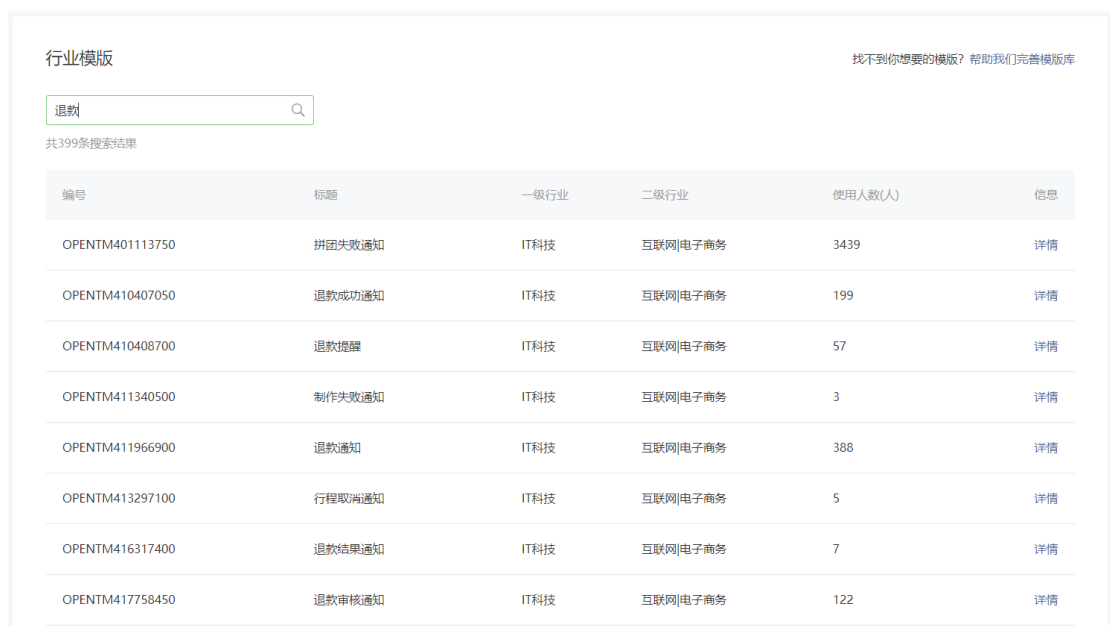 行业模版
找不到你想要的模版？帮助我们完善模版库
退款
共399条搜索结果
编号 标题 一级行业 二级行业 使用人数(人) 信息
OPENTM401113750 拼团失败通知 IT科技 互联网|电子商务 3439 详情
OPENTM410407050 退款成功通知 IT科技 互联网|电子商务 199 详情
OPENTM410408700 退款提醒 IT科技 互联网|电子商务 57 详情
OPENTM411340500 制作失败通知 IT科技 互联网|电子商务 3 详情
OPENTM411966900 退款通知 IT科技 互联网|电子商务 388 详情
OPENTM413297100 行程取消通知 IT科技 互联网|电子商务 5 详情
OPENTM416317400 退款结果通知 IT科技 互联网|电子商务 7 详情
OPENTM417758450 退款审核通知 IT科技 互联网|电子商务 122 详情